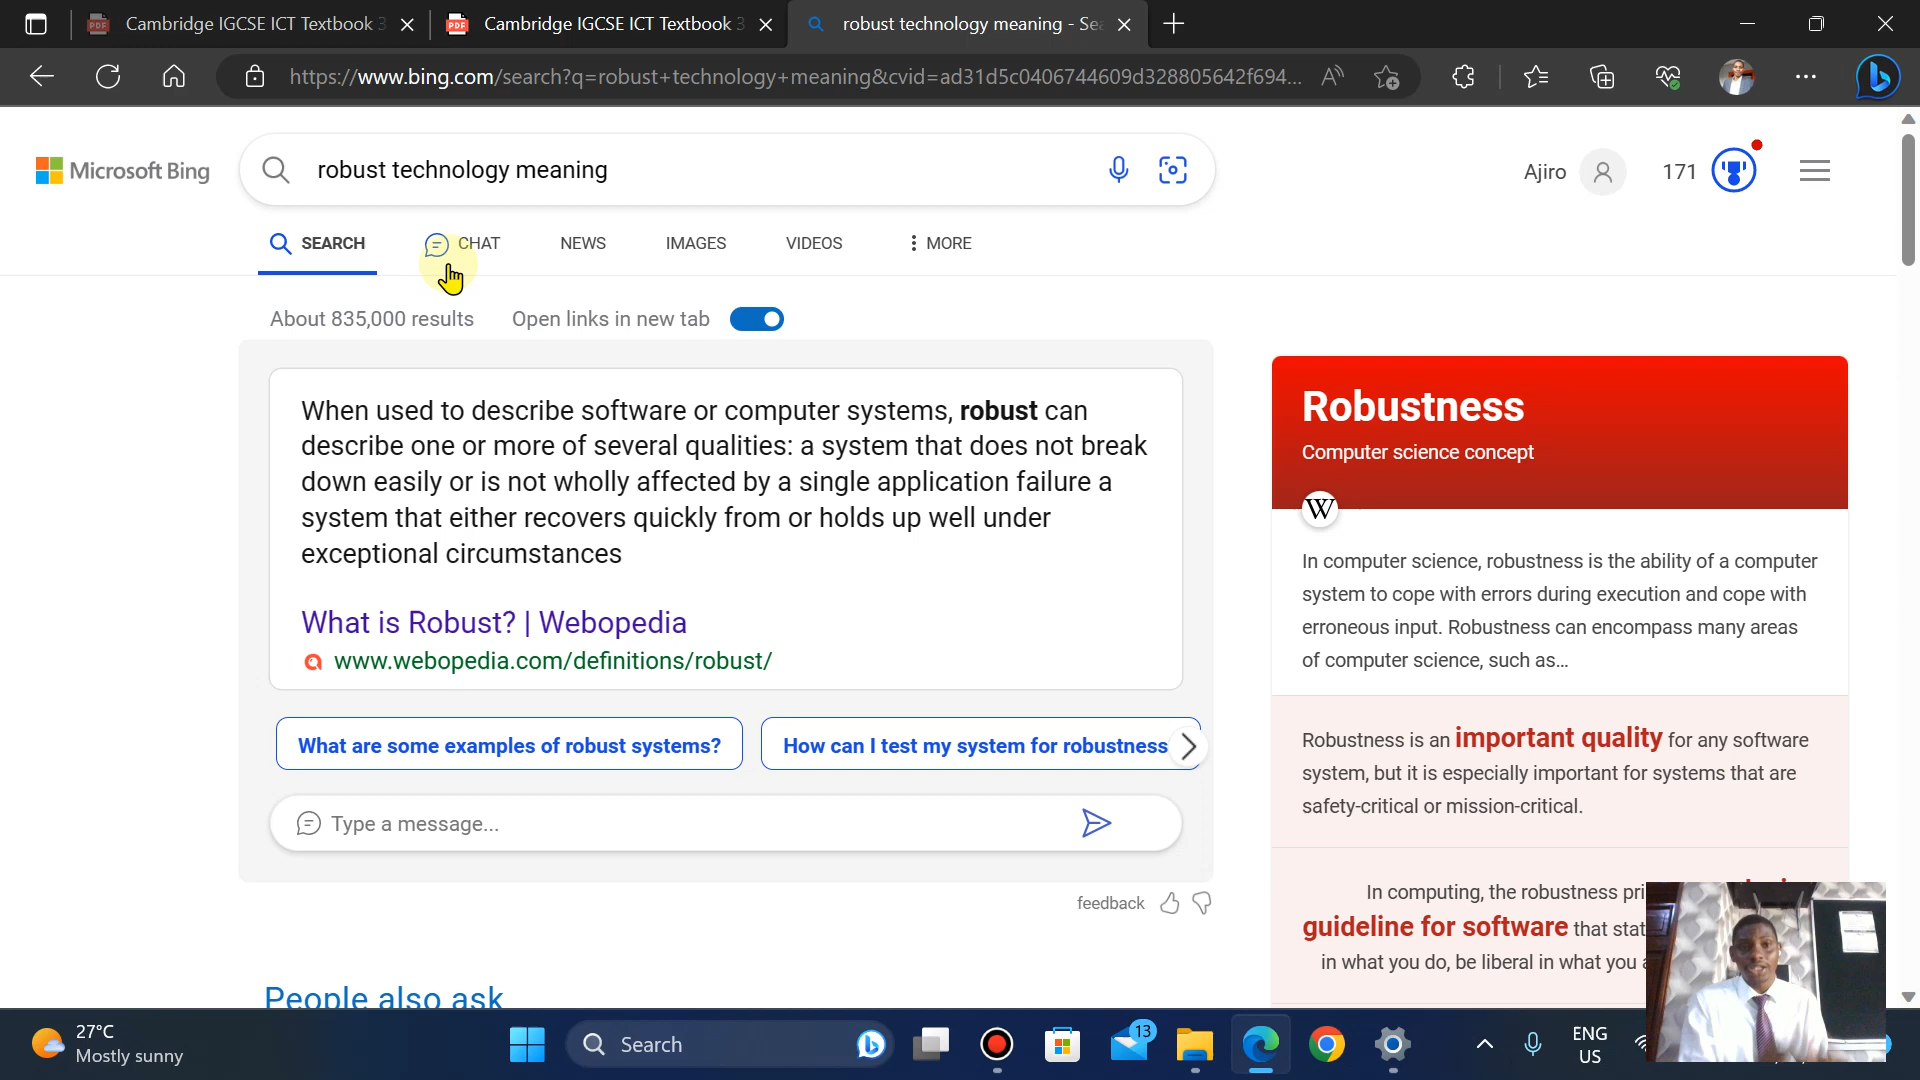 Cambridge IGCSE ICT Textbook 3
Cambridge IGCSE ICT Textbook 3
robust technology meaning - Sea
https://www.bing.com/search?q=robust+technology+meaning&cvid=ad31d5c0406744609d328805642f694...
Microsoft Bing
robust technology meaning
Ajiro
171
SEARCH
CHAT
NEWS
IMAGES
VIDEOS
MORE
About 835,000 results
Open links in new tab
When used to describe software or computer systems, robust can
describe one or more of several qualities: a system that does not break
down easily or is not wholly affected by a single application failure a
system that either recovers quickly from or holds up well under
exceptional circumstances
What is Robust? | Webopedia
www.webopedia.com/definitions/robust/
What are some examples of robust systems?
How can I test my system for robustness
Type a message...
feedback
People also ask
Robustness
Computer science concept
W
In computer science, robustness is the ability of a computer
system to cope with errors during execution and cope with
erroneous input. Robustness can encompass many areas
of computer science, such as...
Robustness is an important quality for any software
system, but it is especially important for systems that are
safety-critical or mission-critical.
In computing, the robustness pri
guideline for software that stat
in what you do, be liberal in what you a
27°C
Mostly sunny
Search
13
ENG
US